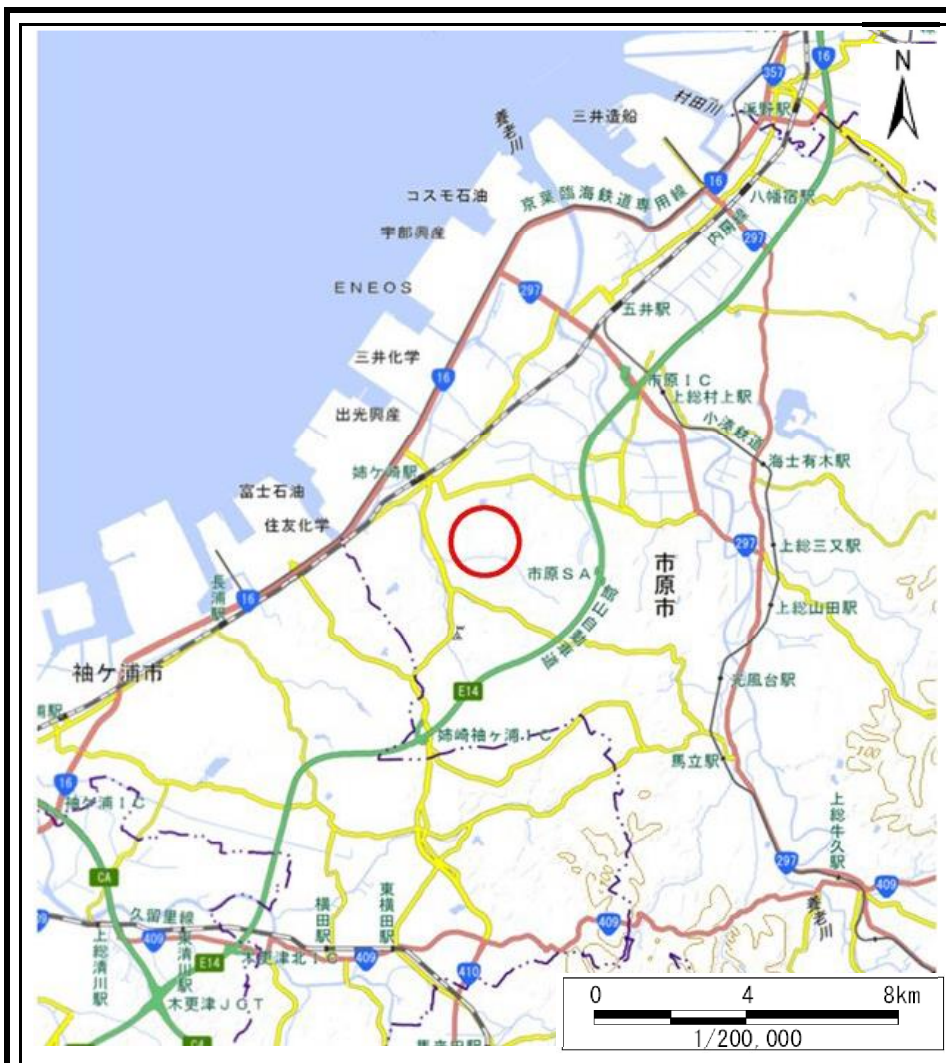 16
N
357
村田川
浜野駅
三井造船
養老川
16
八幡宿駅
コスモ石油
京葉臨海鉄道専用線
宇部興産
内房線
297
ENEOS
297
五井駅
三井化学
16
市原IC
上総村上駅
出光興産
小湊鉄道
姉ケ崎駅
海士有木駅
富士石油
住友化学
297
上総三又駅
市原SA
市原市
長浦駅
16
館山自動車道
上総山田駅
袖ケ浦市
光風台駅
E14
姉崎袖ヶ浦IC
馬立駅
16
袖ケ浦IC
上総牛久駅
297
CA
409
横田駅
東横田駅
養老川
久留里線
409
409
東清川駅
上総清川駅
木更津北IC
409
E14
410
木更津JCT
CA
馬来田駅
0 4 8km
1/200,000